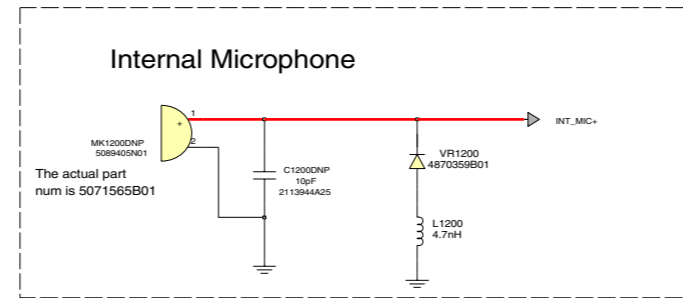 Internal Microphone
1
+
INT_MIC+
2
MK1200DNP
5089405N01
The actual part
num is 5071565B01
C1200DNP
10pF
2113944A25
VR1200
4870359B01
L1200
4.7nH